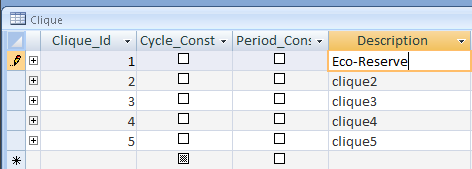 Clique
Clique_Id Cycle_Const Period_Cons Description
1 Eco-Reserve
2 clique2
3 clique3
4 clique4
5 clique5